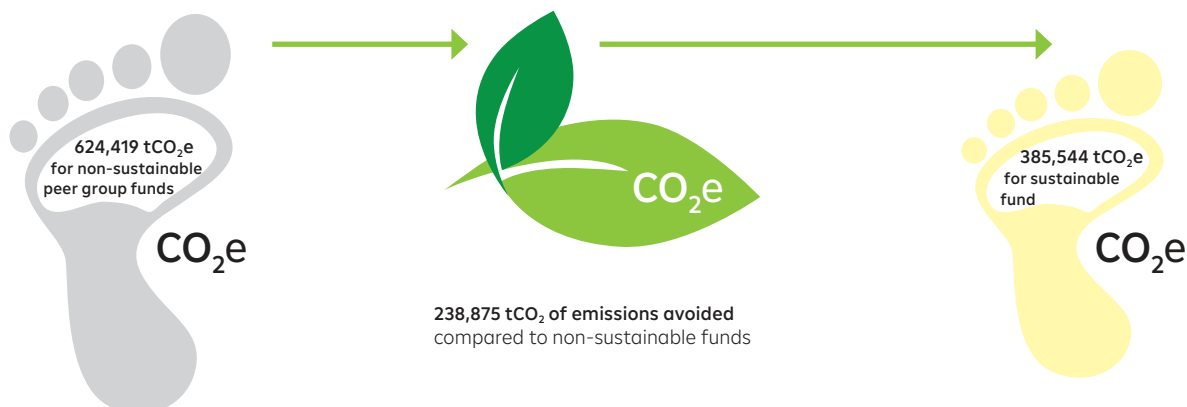 624,419 tCO₂e
for non-sustainable
peer group funds
CO₂e
CO₂e
238,875 tCO₂ of emissions avoided
compared to non-sustainable funds
385,544 tCO₂e
for sustainable
fund
CO₂e